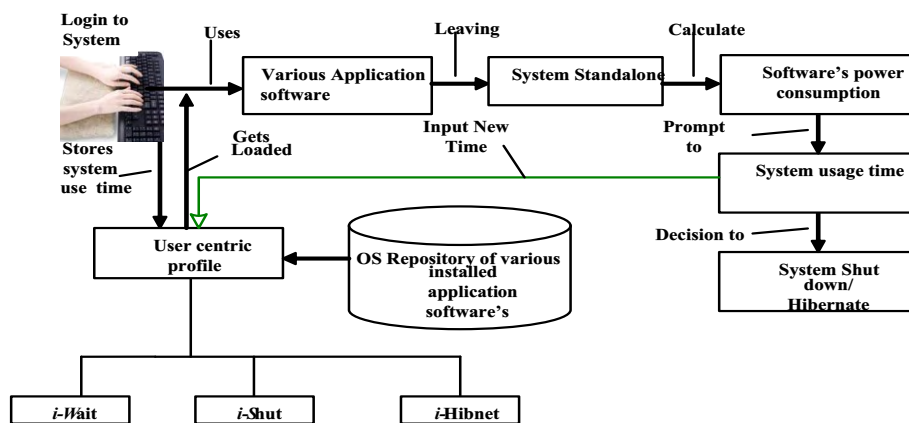 Login to
System
Uses
Leaving
Calculate
Various Application
software
System Standalone
Software's power
consumption
Stores
system
use time
Gets
Loaded
Input New
Time
Prompt
to
System usage time
User centric
profile
OS Repository of various
installed
application
software's
Decision to
System Shut
down/
Hibernate
i-Wait
i-Shut
i-Hibnet